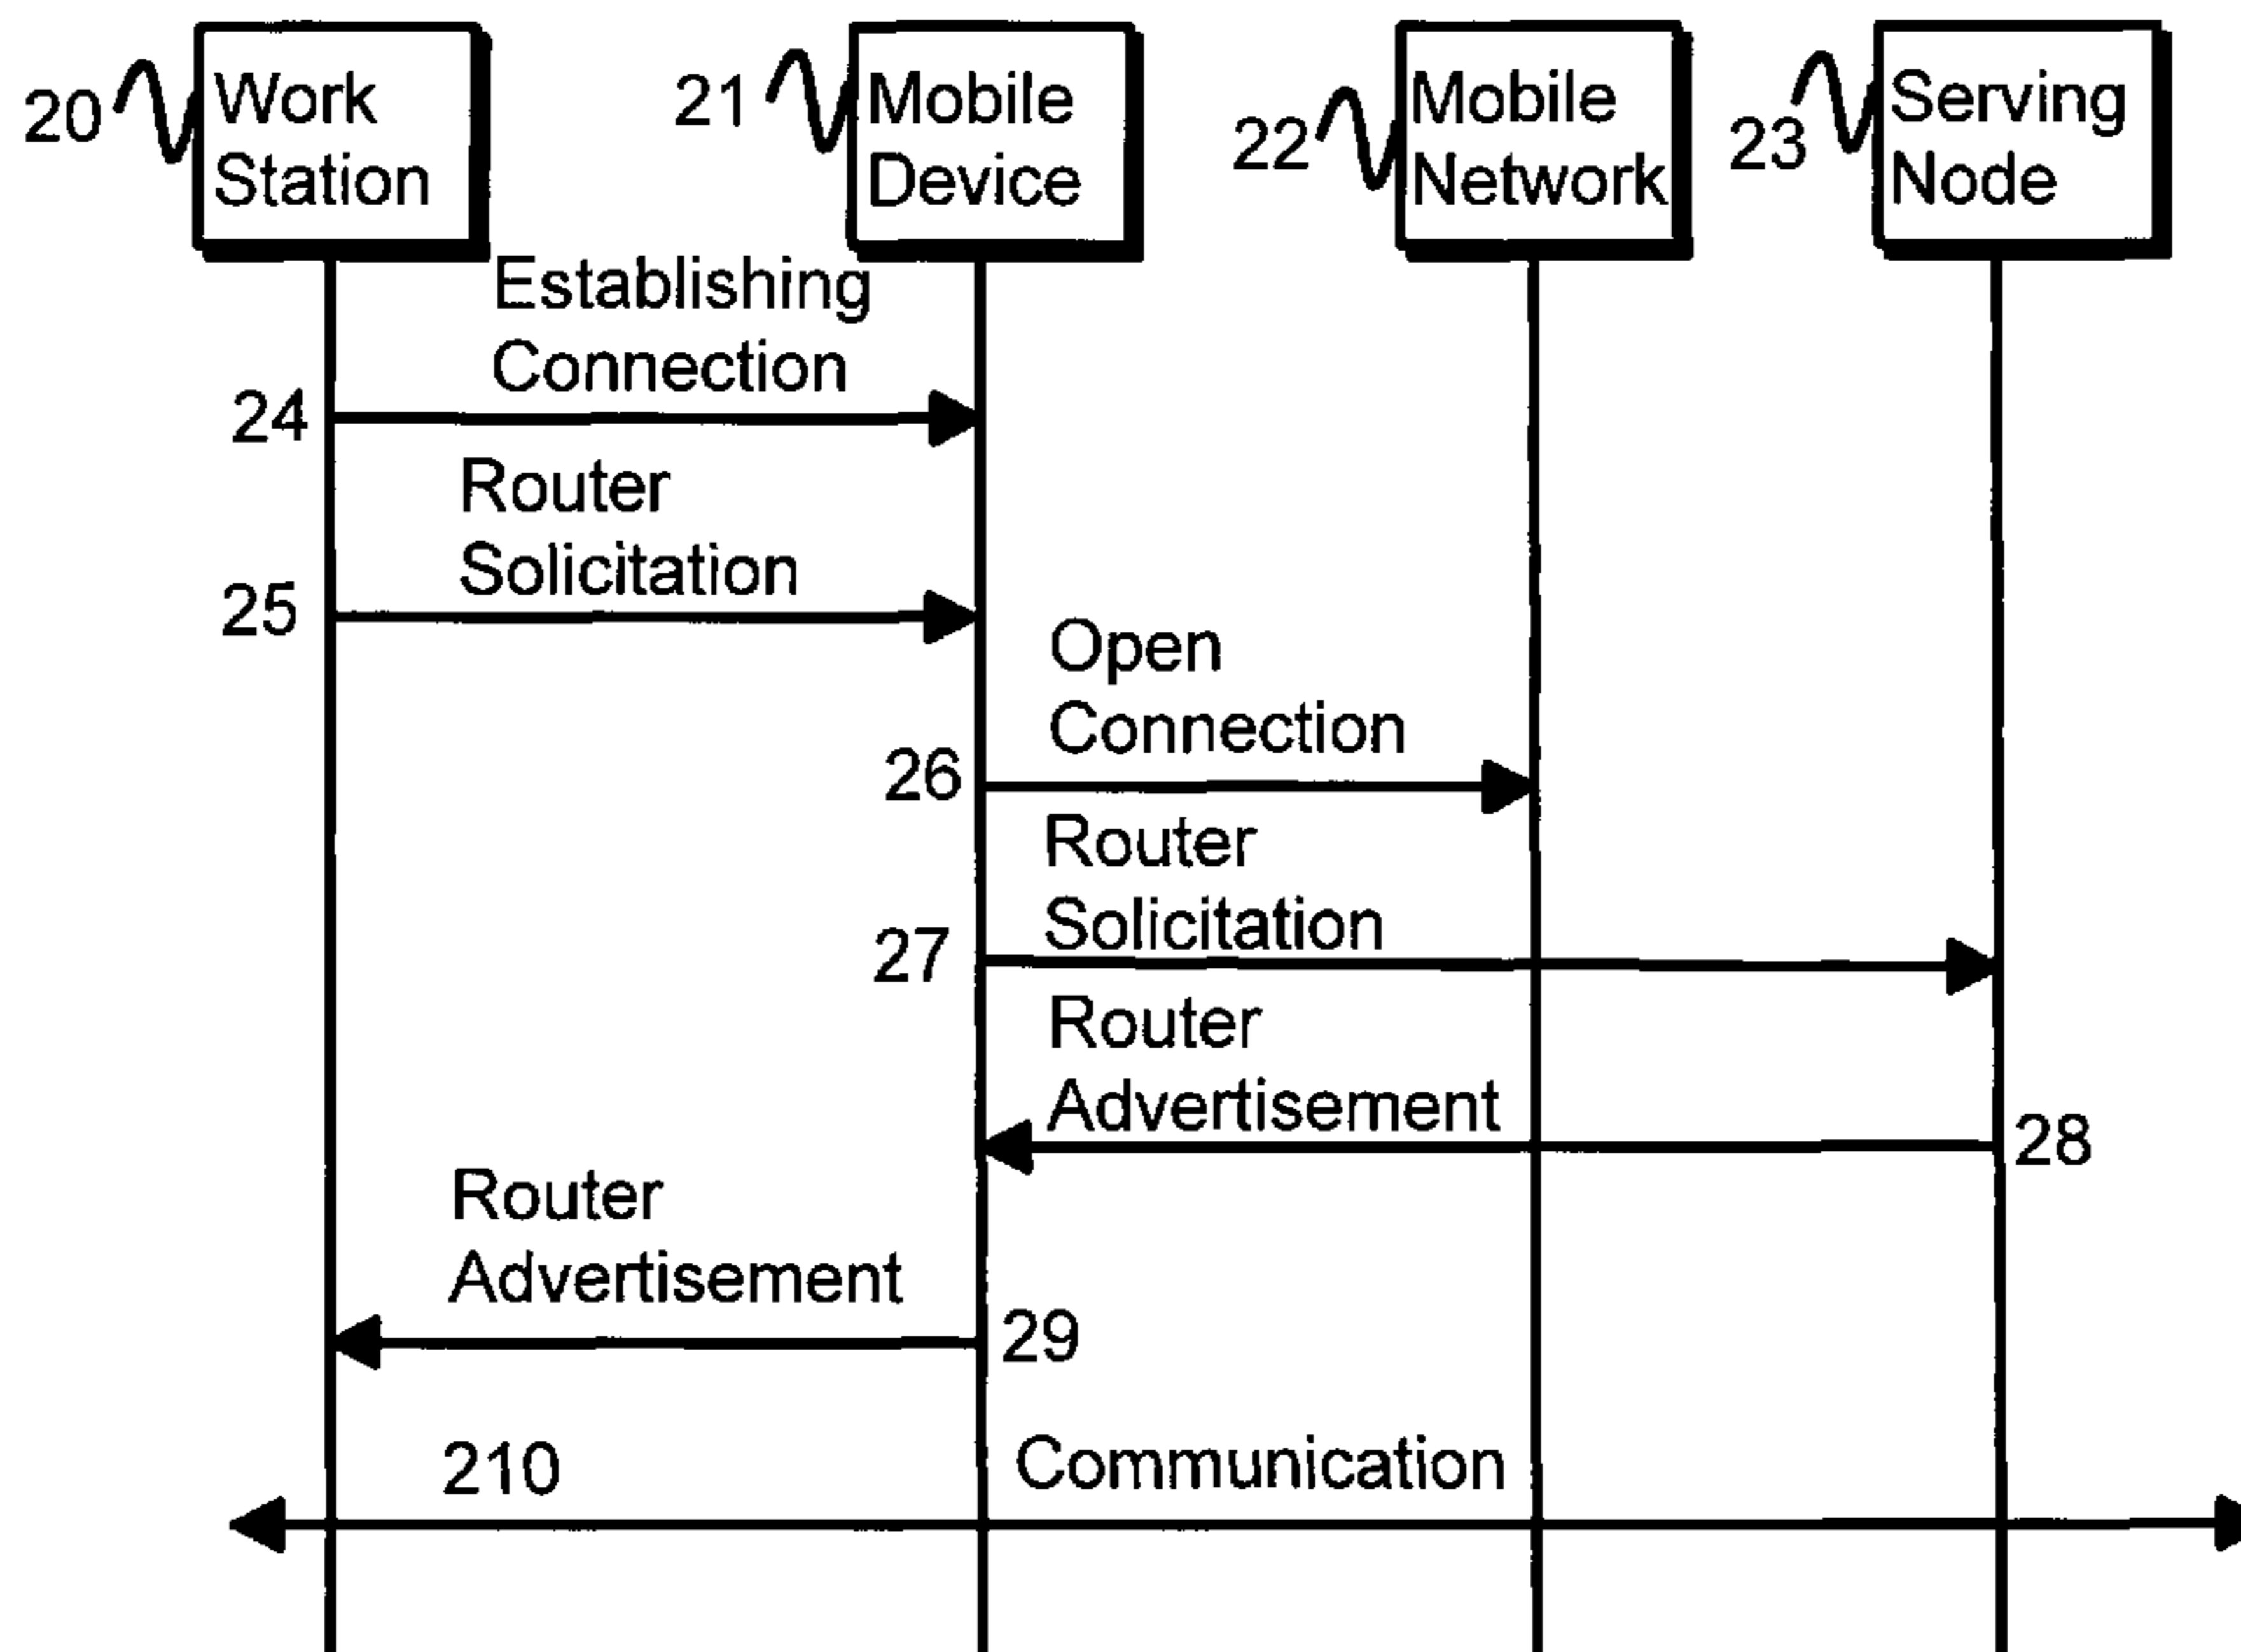 20
Work
Station
21
Mobile
Device
22
Mobile
Network
23
Serving
Node
Establishing
Connection
24
Router
Solicitation
25
Open
Connection
26
Router
Solicitation
27
Router
Advertisement
28
Router
Advertisement
29
210
Communication